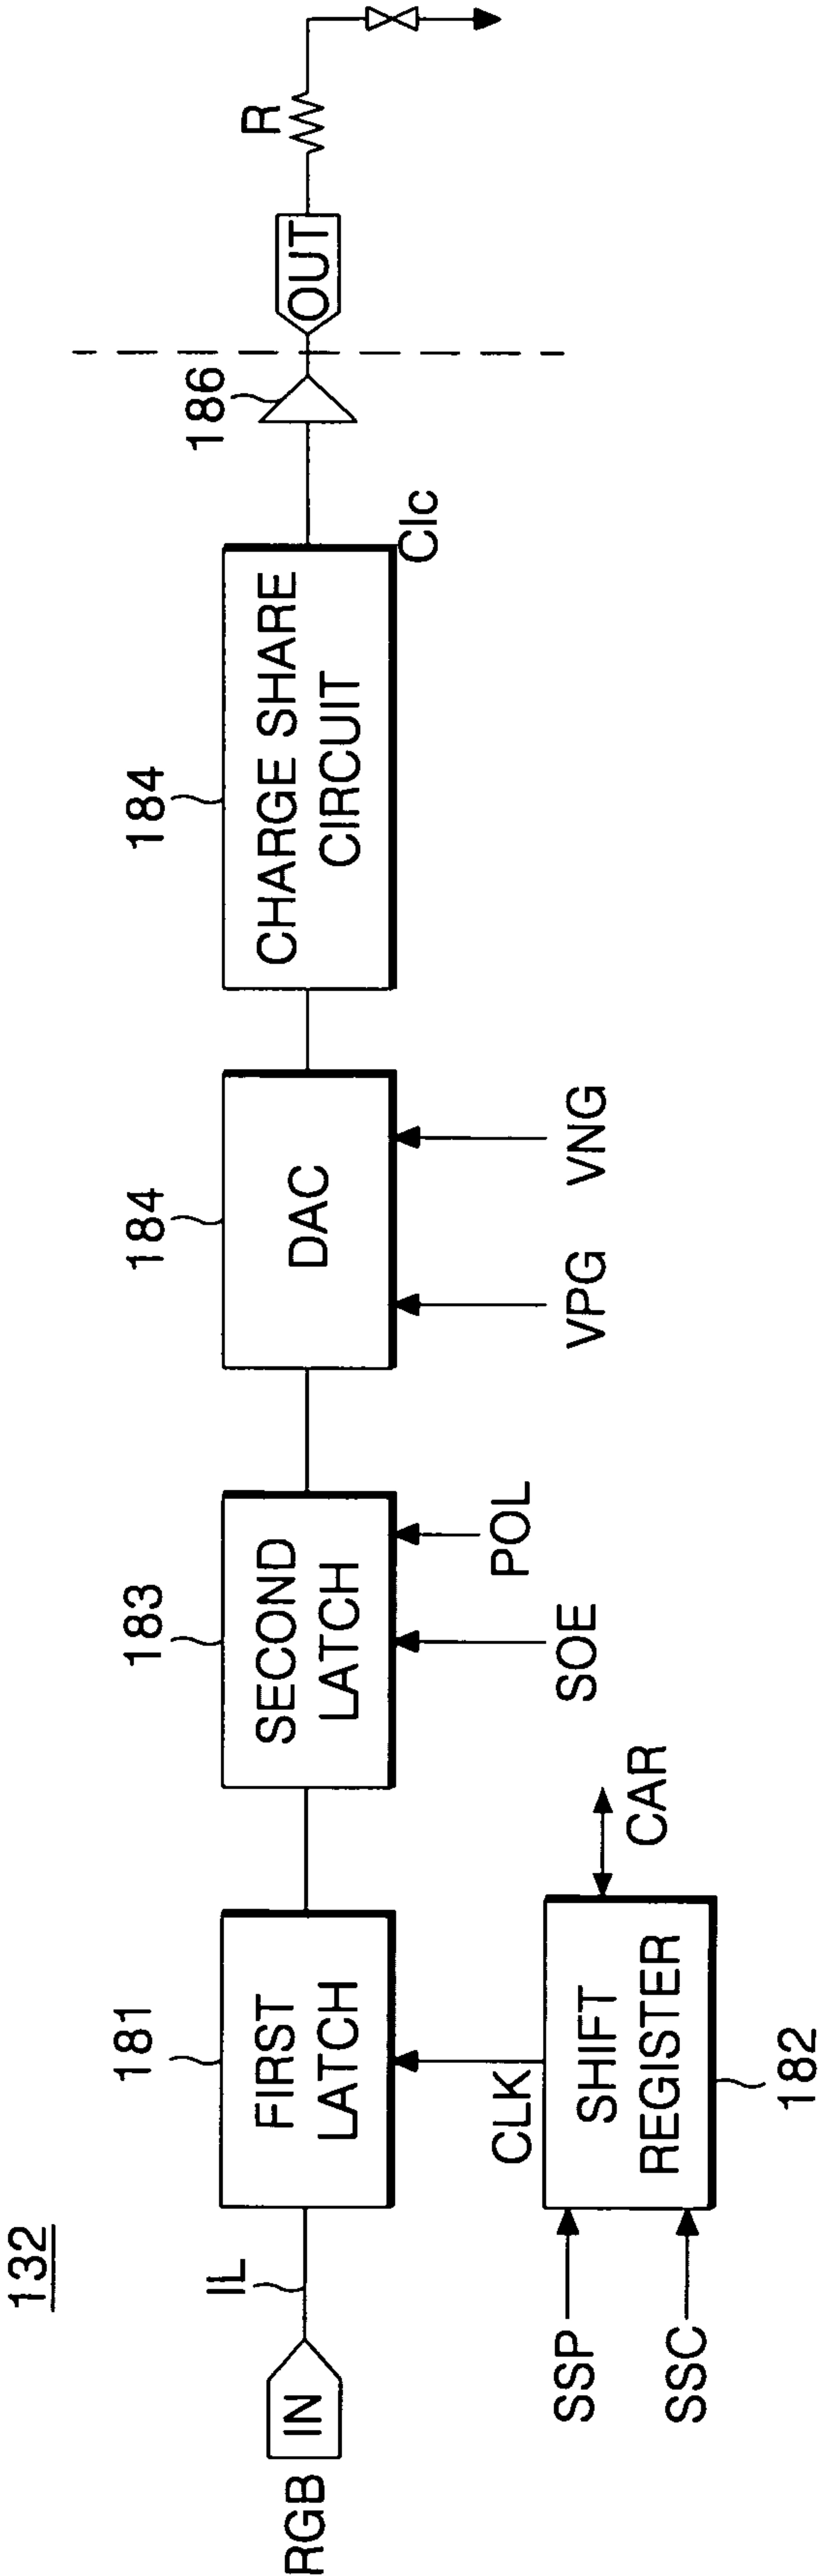 132
RGB
IN
IL
181
FIRST
LATCH
CLK
SSP
SSC
SHIFT
REGISTER
182
CAR
183
SECOND
LATCH
SOE
POL
184
DAC
VPG
VNG
184
CHARGE SHARE
CIRCUIT
Clc
186
OUT
R